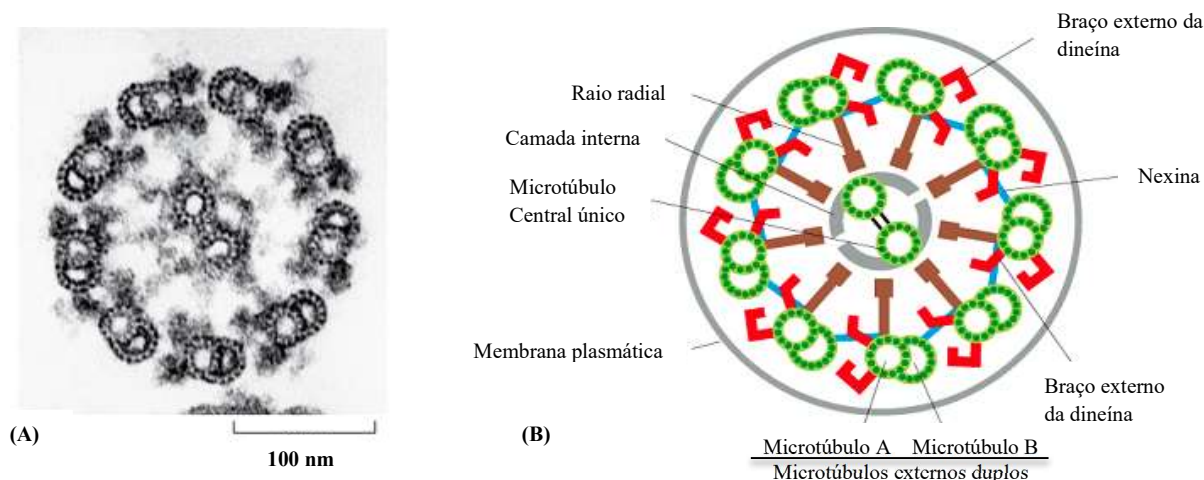 Braço externo da
dineína
Raio radial
Camada interna
Microtúbulo
Central único
Nexina
Membrana plasmática
Braço externo
da dineína
(A)
100 nm
(B)
Microtúbulo A Microtúbulo B
Microtúbulos externos duplos